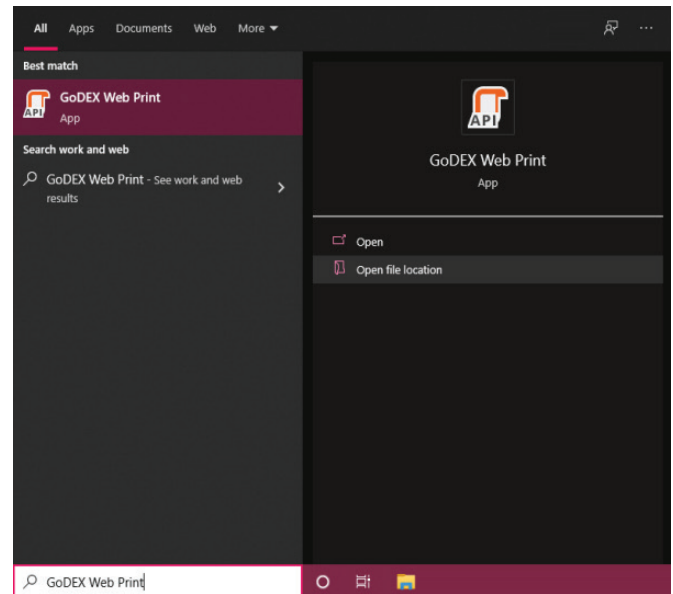 All Apps Documents Web More
Best match
GoDEX Web Print
App
API
Search work and web
GoDEX Web Print - See work and web
results
API
GoDEX Web Print
App
Open
Open file location
GoDEX Web Print